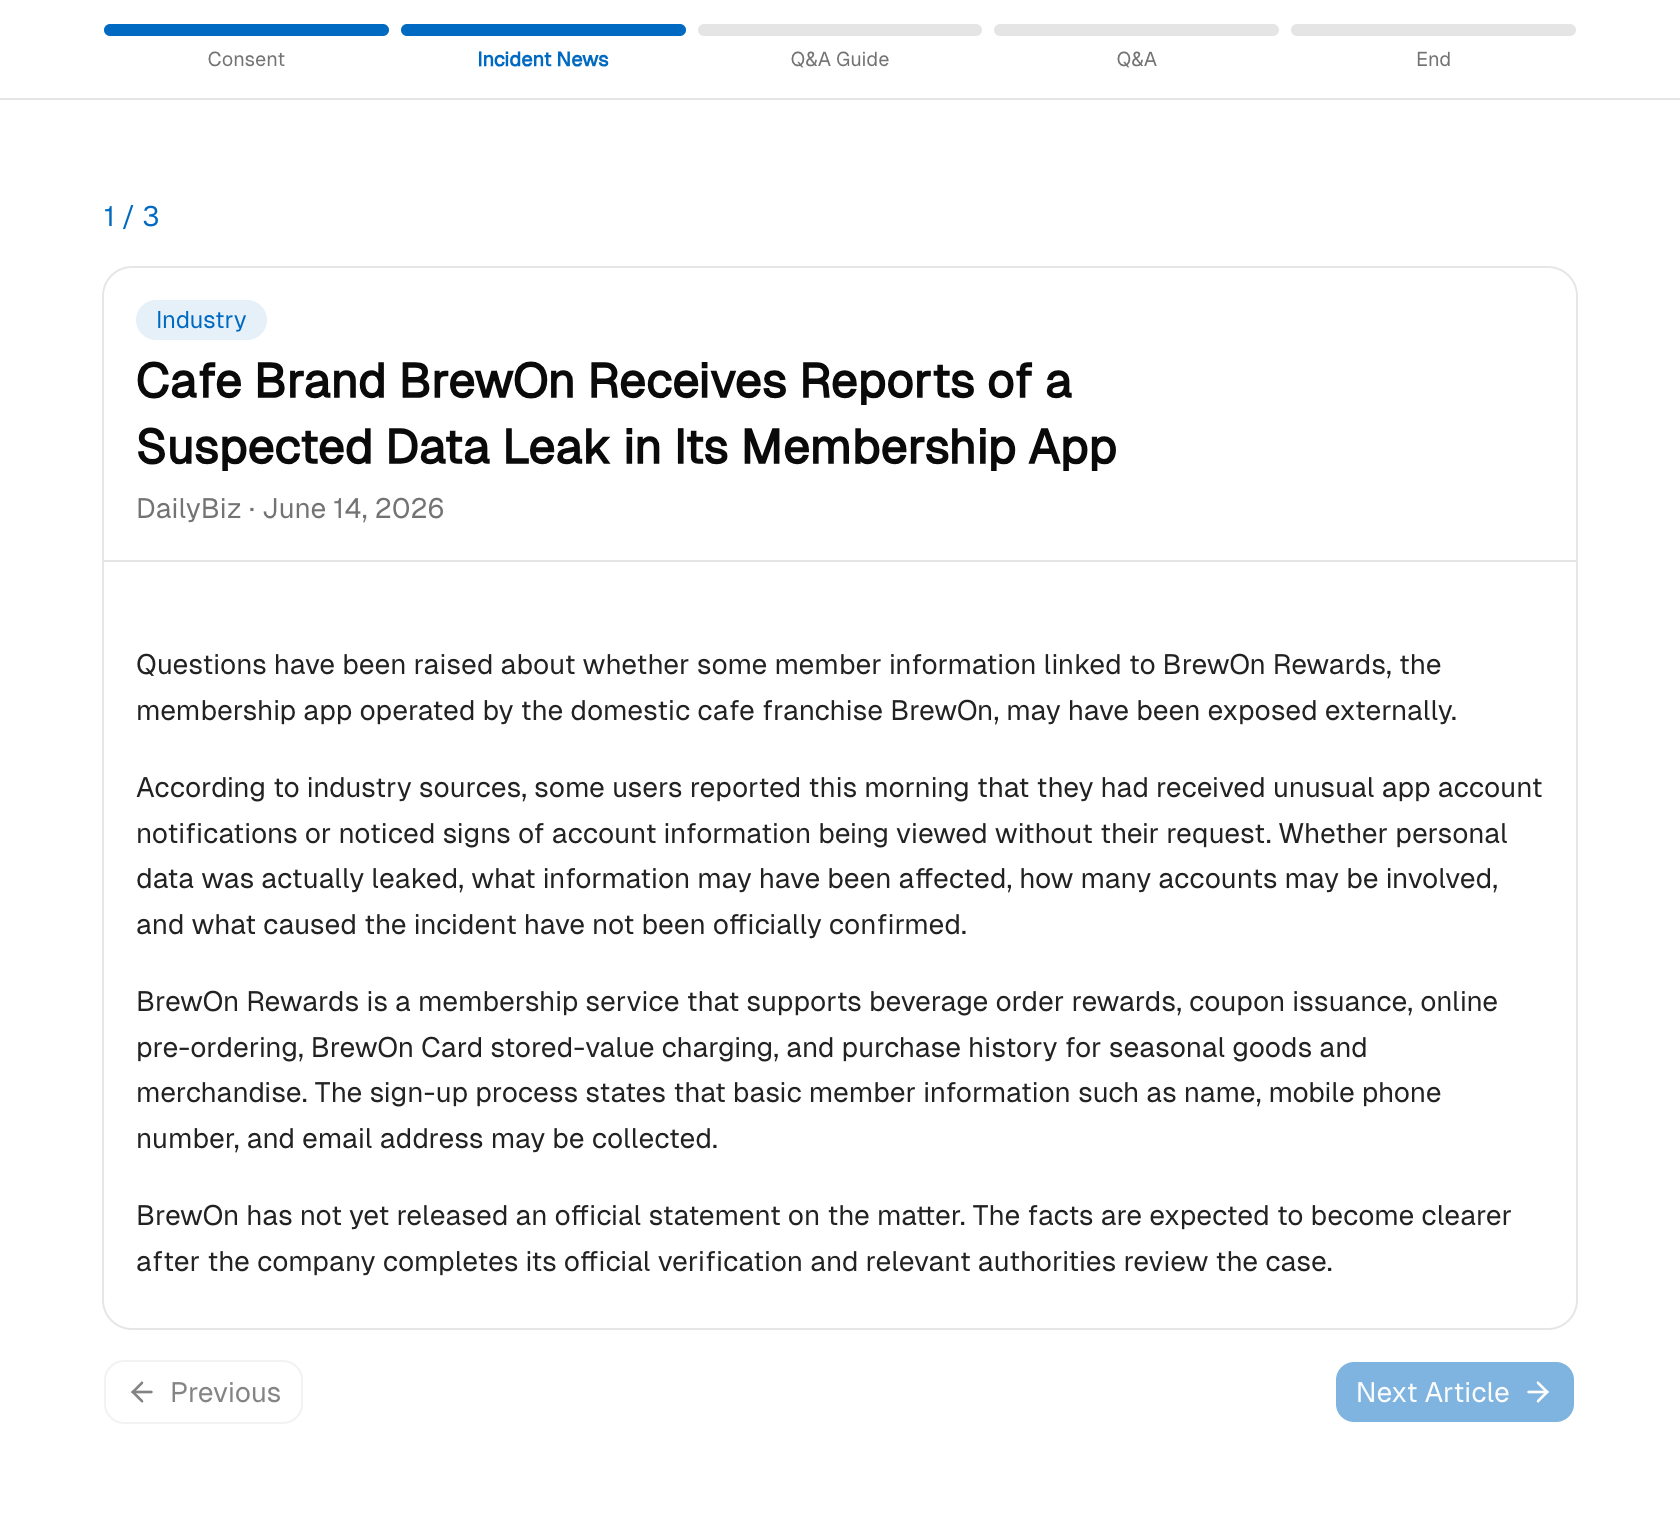 Consent
Incident News
Q&A Guide
Q&A
End
1 / 3
Industry
Cafe Brand BrewOn Receives Reports of a
Suspected Data Leak in Its Membership App
DailyBiz · June 14, 2026
Questions have been raised about whether some member information linked to BrewOn Rewards, the
membership app operated by the domestic cafe franchise BrewOn, may have been exposed externally.
According to industry sources, some users reported this morning that they had received unusual app account
notifications or noticed signs of account information being viewed without their request. Whether personal
data was actually leaked, what information may have been affected, how many accounts may be involved,
and what caused the incident have not been officially confirmed.
BrewOn Rewards is a membership service that supports beverage order rewards, coupon issuance, online
pre-ordering, BrewOn Card stored-value charging, and purchase history for seasonal goods and
merchandise. The sign-up process states that basic member information such as name, mobile phone
number, and email address may be collected.
BrewOn has not yet released an official statement on the matter. The facts are expected to become clearer
after the company completes its official verification and relevant authorities review the case.
← Previous
Next Article →